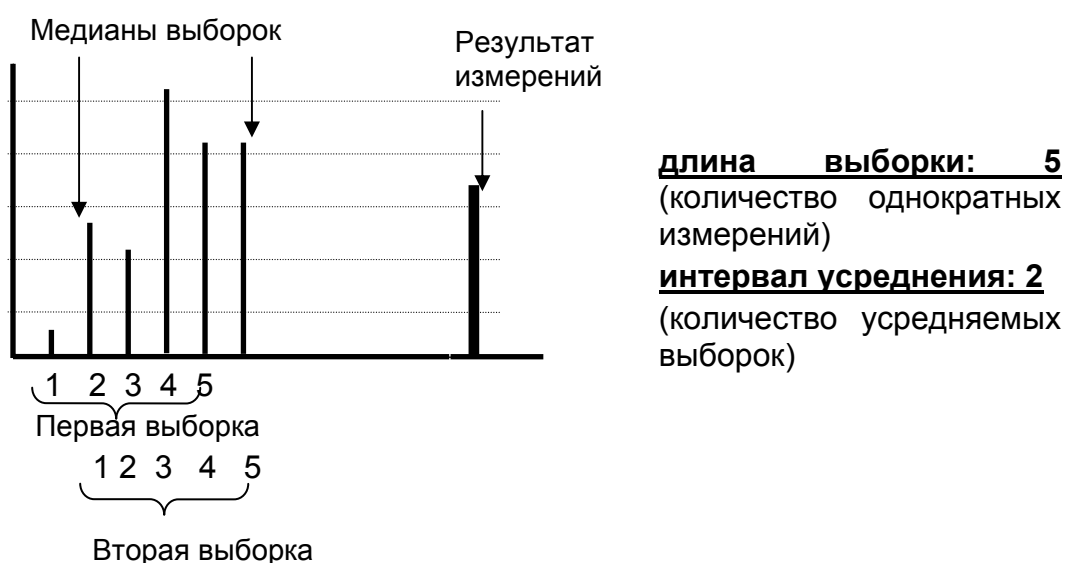 Медианы выборок
Результат
измерений
длина выборки: 5
(количество однократных
измерений)
интервал усреднения: 2
(количество усредняемых
выборок)
1 2 3 4 5
Первая выборка
1 2 3 4 5
Вторая выборка